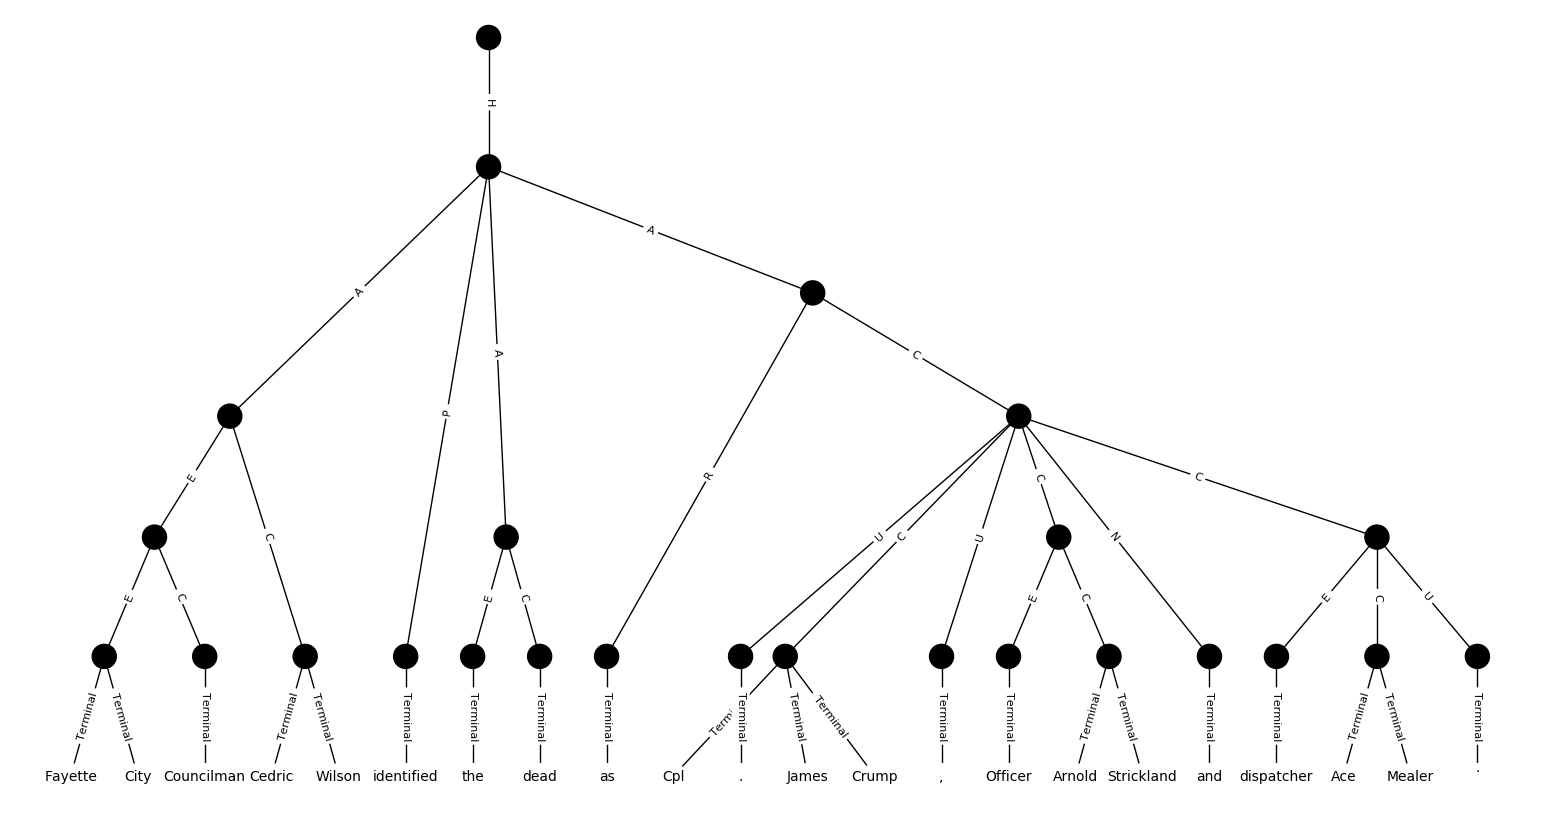 H
A
A
A
P
C
E
C
C
E
C
R
U
C
U
N
E
C
E
C
E
C
E
C
U
Terminal Terminal Terminal Terminal Terminal Terminal Terminal Terminal Terminal Terminal Terminal Terminal Terminal Terminal Terminal Terminal Terminal Terminal Terminal Terminal Terminal
Fayette City Councilman Cedric Wilson identified the dead as Cpl . James Crump , Officer Arnold Strickland and dispatcher Ace Mealer .